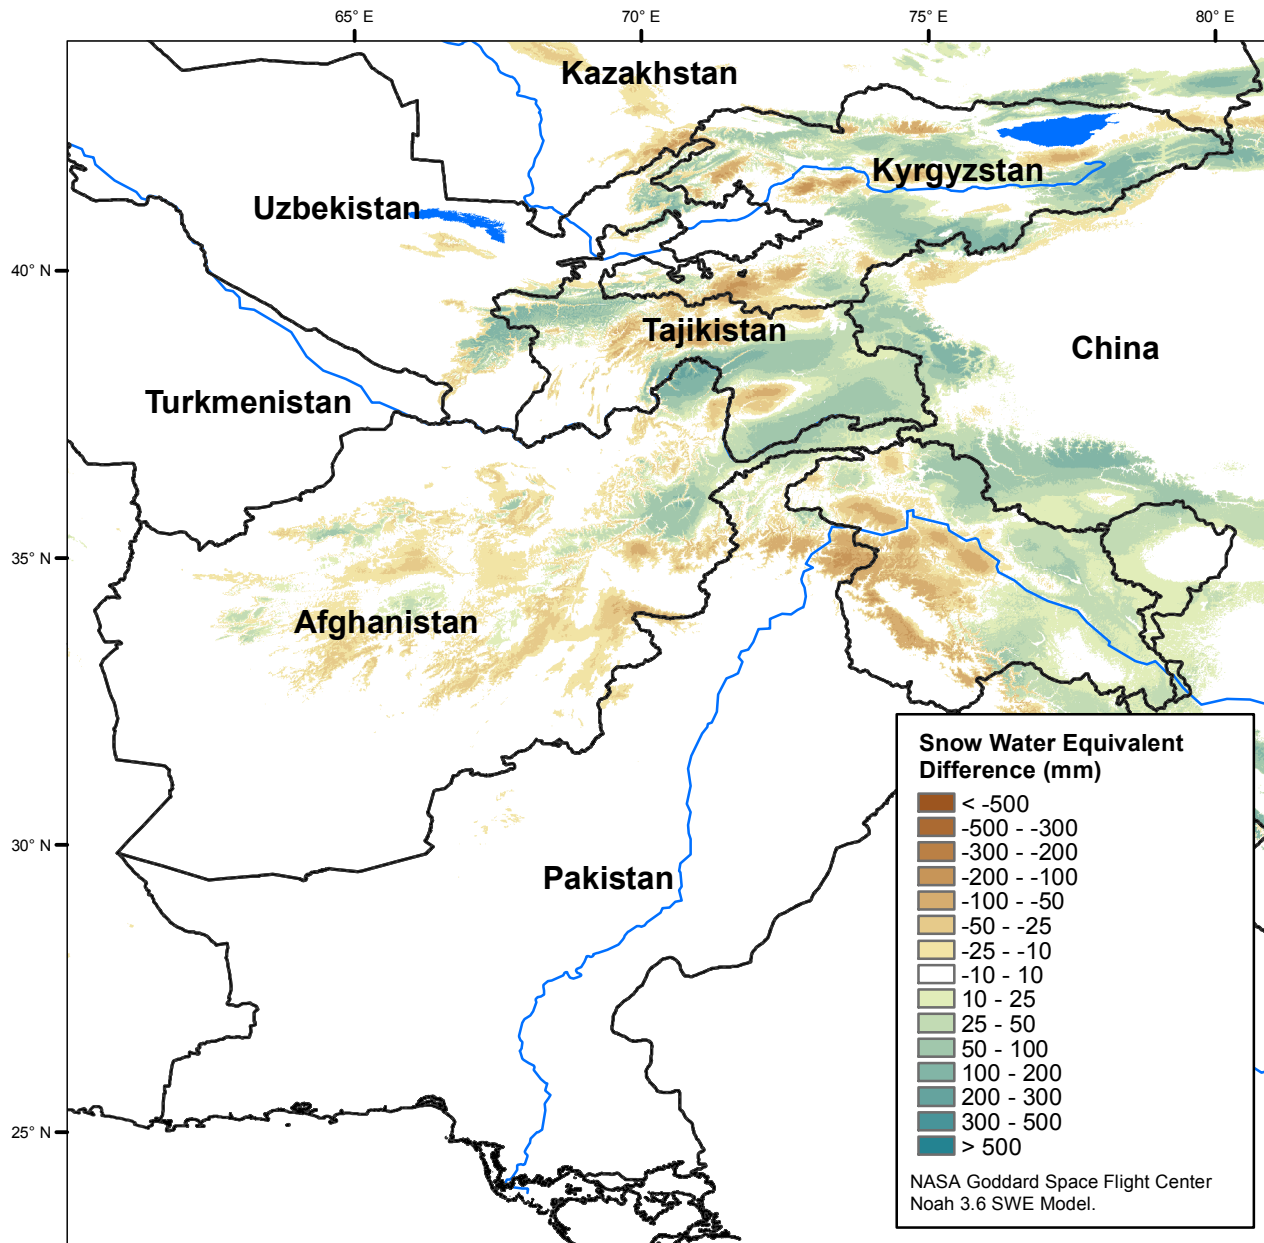 65° E
70° E
75° E
80° E
Kazakhstan
Kyrgyzstan
Uzbekistan
40° N
Tajikistan
China
Turkmenistan
35° N
Afghanistan
Snow Water Equivalent
Difference (mm)
< -500
-500 - -300
-300 - -200
-200 - -100
-100 - -50
-50 - -25
-25 - -10
-10 - 10
10 - 25
25 - 50
50 - 100
100 - 200
200 - 300
300 - 500
> 500
30° N
Pakistan
25° N
NASA Goddard Space Flight Center
Noah 3.6 SWE Model.